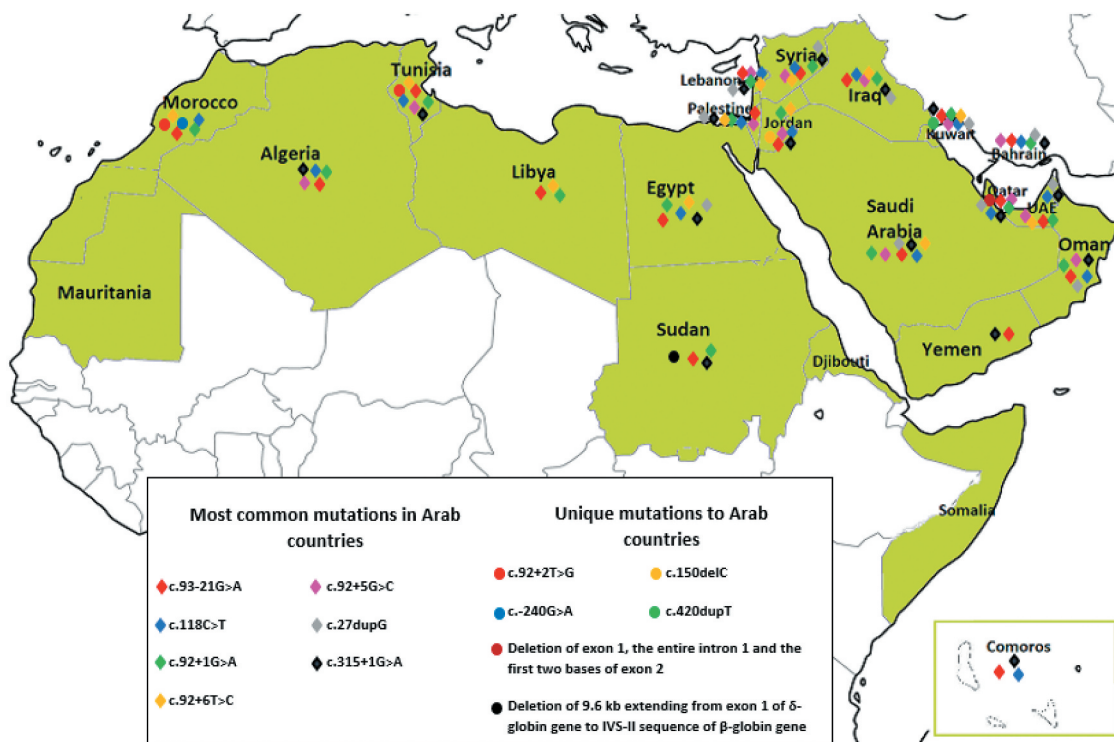 Tunisia
Morocco
Algeria
Libya
Egypt
Mauritania
Sudan
Lebanon
Syria
Palestine
Jordan
Iraq
Kuwait
Bahrain
Qatar
UAE
Saudi
Arabia
Oman
Yemen
Djibouti
Somalia
Comoros
Most common mutations in Arab
countries
c.93-21G>A
c.118C>T
c.92+1G>A
c.92+6T>C
c.92+5G>C
c.27dupG
c.315+1G>A
Unique mutations to Arab
countries
c.92+2T>G
c.-240G>A
c.150delC
c.420dupT
Deletion of exon 1, the entire intron 1 and the
first two bases of exon 2
Deletion of 9.6 kb extending from exon 1 of δ-
globin gene to IVS-II sequence of β-globin gene